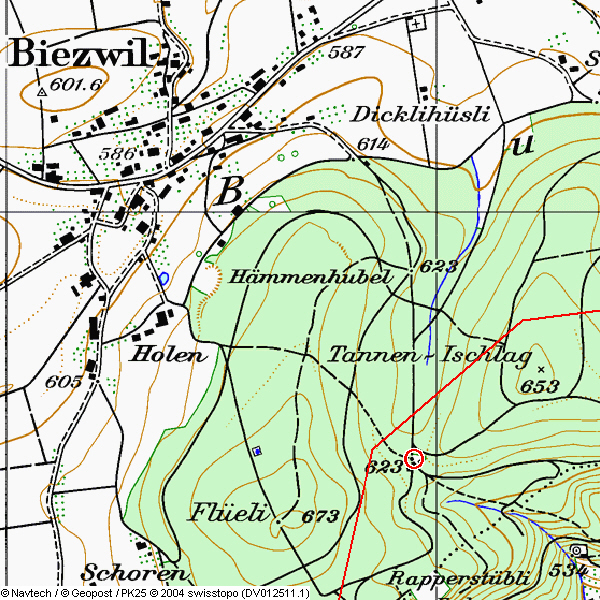 Biezwil
587
S
601.6
Dicklihüsli
586
614
u
B
Hämmenhubel
623
Holen
Tannen-Ischlag
605
653
623
Flüeli
673
Schoren
Rapperstübli
534
© Navtech / © Geopost / PK25 © 2004 swisstopo (DV012511.1)